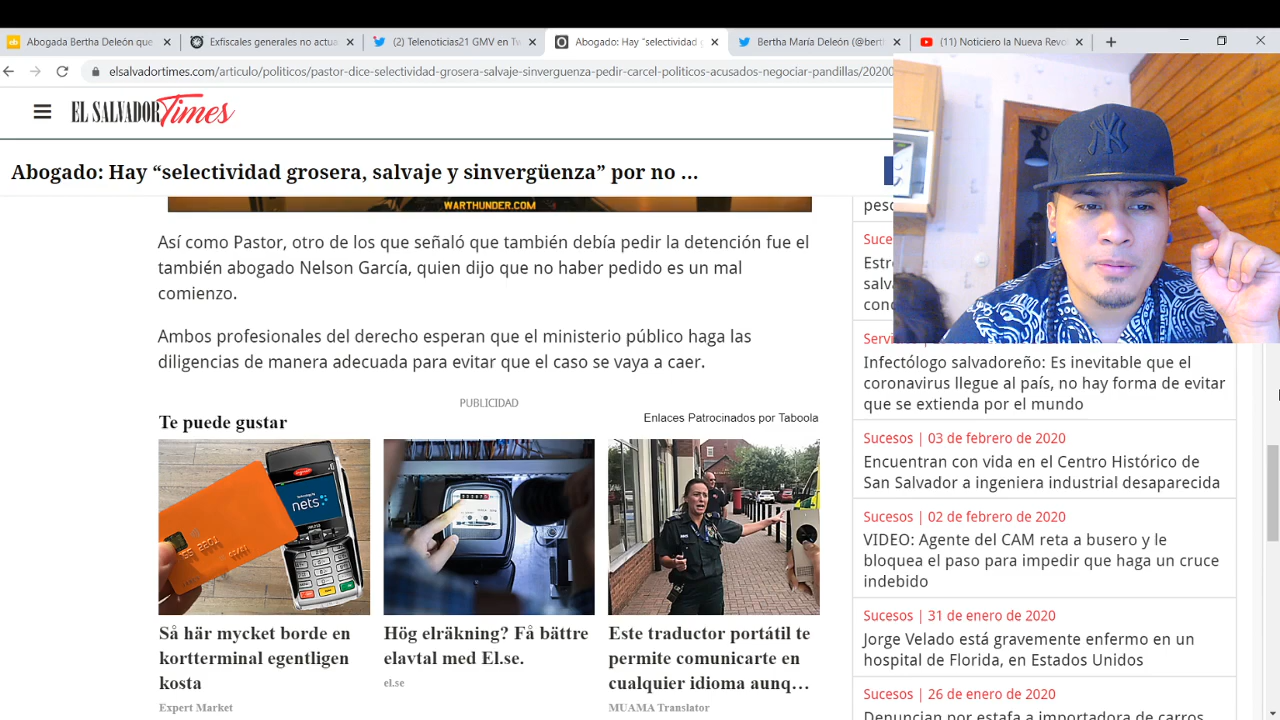 Abogada Bertha Deleón que
Exfiscales generales no actua
(2) Telenoticias21 GMV en Tw
Abogado: Hay "selectividad g
Bertha María Deleón (@bert
(11) Noticiero la Nueva Revo
elsalvadortimes.com/articulo/politicos/pastor-dice-selectividad-grosera-salvaje-sinverguenza-pedir-carcel-politicos-acusados-negociar-pandillas/20200
EL SALVADOR Times
Abogado: Hay “selectividad grosera, salvaje y sinvergüenza” por no ...
WARTHUNDER.COM
Así como Pastor, otro de los que señaló que también debía pedir la detención fue el
también abogado Nelson García, quien dijo que no haber pedido es un mal
comienzo.
Ambos profesionales del derecho esperan que el ministerio público haga las
diligencias de manera adecuada para evitar que el caso se vaya a caer.
PUBLICIDAD
Te puede gustar
Enlaces Patrocinados por Taboola
nets
Så här mycket borde en
kortterminal egentligen
kosta
Expert Market
Hög elräkning? Få bättre
elavtal med El.se.
el.se
Este traductor portátil te
permite comunicarte en
cualquier idioma aunq...
MUAMA Translator
Infectólogo salvadoreño: Es inevitable que el
coronavirus llegue al país, no hay forma de evitar
que se extienda por el mundo
Sucesos | 03 de febrero de 2020
Encuentran con vida en el Centro Histórico de
San Salvador a ingeniera industrial desaparecida
Sucesos | 02 de febrero de 2020
VIDEO: Agente del CAM reta a busero y le
bloquea el paso para impedir que haga un cruce
indebido
Sucesos | 31 de enero de 2020
Jorge Velado está gravemente enfermo en un
hospital de Florida, en Estados Unidos
Sucesos | 26 de enero de 2020
Denuncian por estafa a importadora de carros